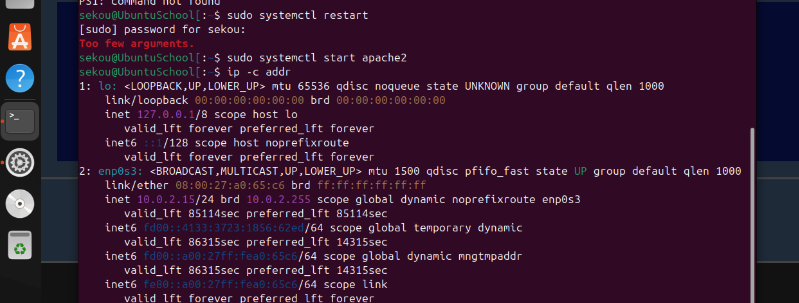 PS1: command not found
sekou@UbuntuSchool[:~$ sudo systemctl restart
[sudo] password for sekou:
Too few arguments.
sekou@UbuntuSchool[:~$ sudo systemctl start apache2
sekou@UbuntuSchool[:~$ ip -c addr
1: lo: <LOOPBACK,UP,LOWER_UP> mtu 65536 qdisc noqueue state UNKNOWN group default qlen 1000
link/loopback 00:00:00:00:00:00 brd 00:00:00:00:00:00
inet 127.0.0.1/8 scope host lo
valid_lft forever preferred_lft forever
inet6 ::1/128 scope host noprefixroute
valid_lft forever preferred_lft forever
2: enp0s3: <BROADCAST,MULTICAST,UP,LOWER_UP> mtu 1500 qdisc pfifo_fast state UP group default qlen 1000
link/ether 08:00:27:a0:65:c6 brd ff:ff:ff:ff:ff:ff
inet 10.0.2.15/24 brd 10.0.2.255 scope global dynamic noprefixroute enp0s3
valid_lft 85114sec preferred_lft 85114sec
inet6 fd00::4133:3723:1856:62ed/64 scope global temporary dynamic
valid_lft 86315sec preferred_lft 14315sec
inet6 fd00::a00:27ff:fea0:65c6/64 scope global dynamic mngtmpaddr
valid_lft 86315sec preferred_lft 14315sec
inet6 fe80::a00:27ff:fea0:65c6/64 scope link
valid_lft forever preferred_lft forever